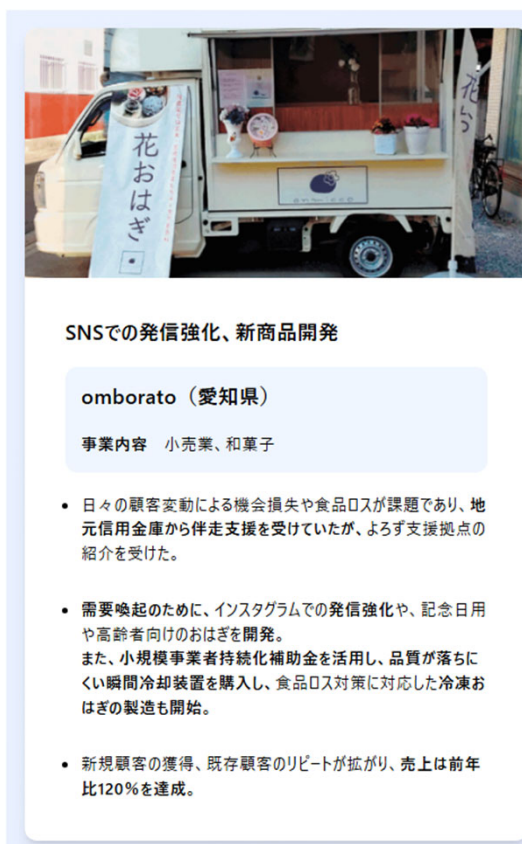 花おはぎ
花おはぎ
SNSでの発信強化、新商品開発
omborato（愛知県）
事業内容　小売業、和菓子
• 日々の顧客変動による機会損失や食品ロスが課題であり、地
元信用金庫から伴走支援を受けていたが、よろず支援拠点の
紹介を受けた。
• 需要喚起のために、インスタグラムでの発信強化や、記念日用
や高齢者向けのおはぎを開発。
また、小規模事業者持続化補助金を活用し、品質が落ちに
くい瞬間冷却装置を購入し、食品ロス対策に対応した冷凍お
はぎの製造も開始。
• 新規顧客の獲得、既存顧客のリピートが拡がり、売上は前年
比120%を達成。